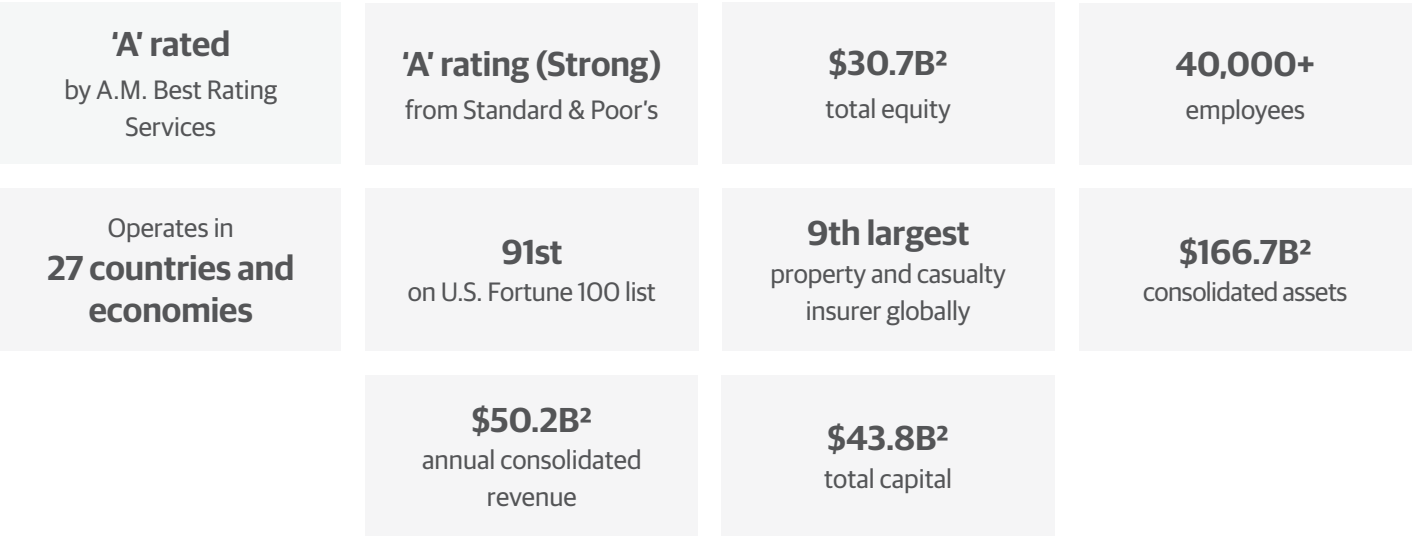 ‘A’ rated
by A.M. Best Rating
Services
‘A’ rating (Strong)
from Standard & Poor’s
$30.7B²
total equity
40,000+
employees
Operates in
27 countries and
economies
91st
on U.S. Fortune 100 list
9th largest
property and casualty
insurer globally
$166.7B²
consolidated assets
$50.2B²
annual consolidated
revenue
$43.8B²
total capital